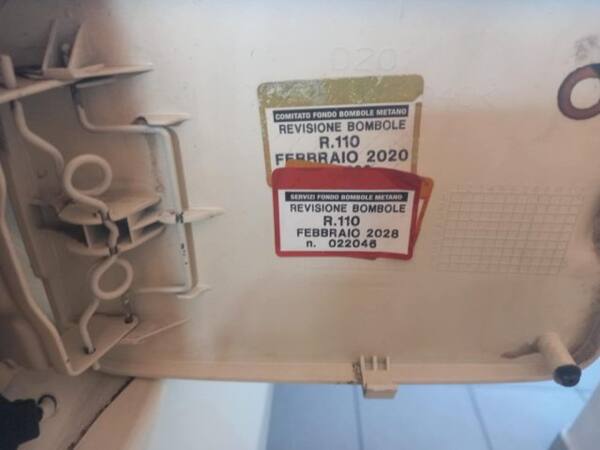 020
COMITATO FONDO BOMBOLE METANO
REVISIONE BOMBOLE
R.110
FEBBRAIO 2020
SERVIZI FONDO BOMBOLE METANO
REVISIONE BOMBOLE
R.110
FEBBRAIO 2028
n. 022046